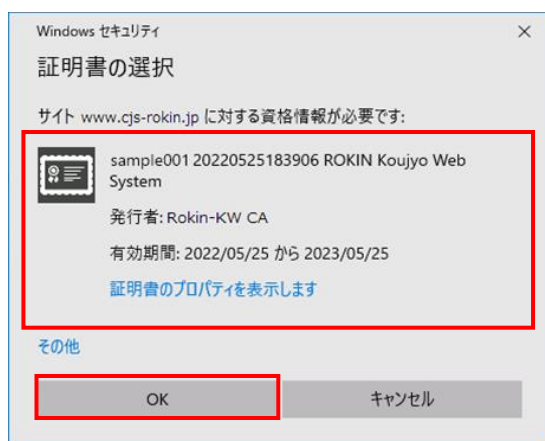 Windows セキュリティ
証明書の選択
サイト www.cjs-rokin.jp に対する資格情報が必要です:
sample001 20220525183906 ROKIN Koujyo Web
System
発行者: Rokin-KW CA
有効期間: 2022/05/25 から 2023/05/25
証明書のプロパティを表示します
その他
OK
キャンセル